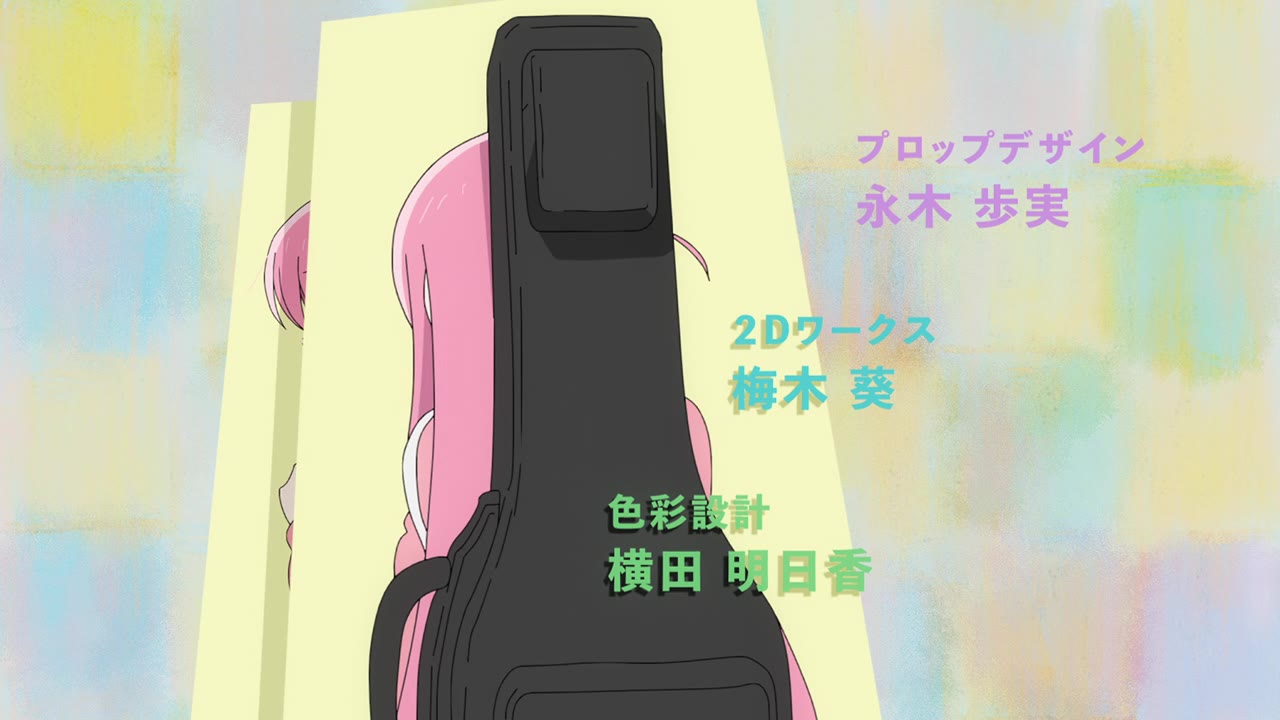 プロップデザイン
永木 歩実
2Dワークス
梅木 葵
色彩設計
横田 明日香